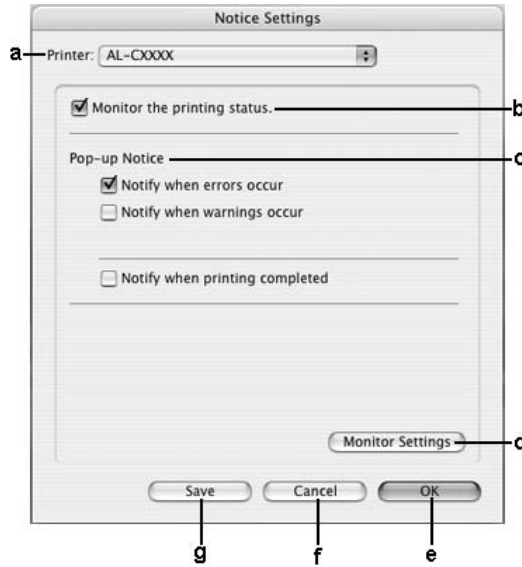 Notice Settings
a Printer: AL-CXXXX
Monitor the printing status. b
Pop-up Notice c
Notify when errors occur
Notify when warnings occur
Notify when printing completed
Monitor Settings d
Save Cancel OK
g f e